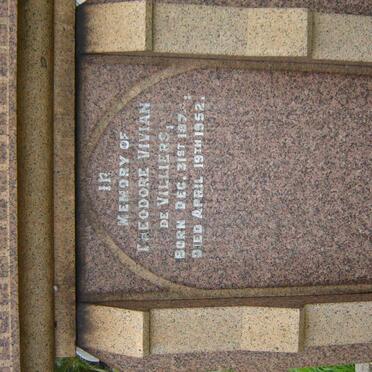 In
MEMORY OF
THEODORE VIVIAN
DE VILLIERS,
BORN DEC. 31ST
DIED APRIL 19TH 1952.